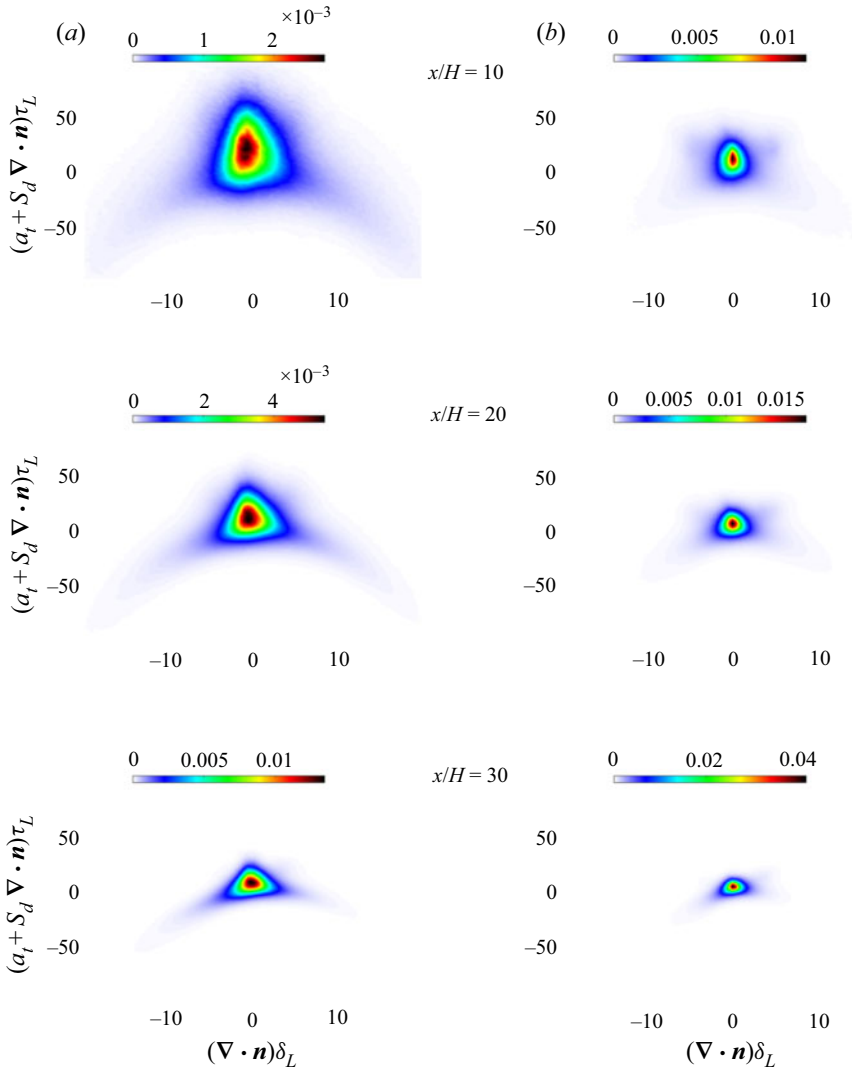 (a) ×10⁻³ (b)
0 1 2 0 0.005 0.01
x/H = 10
50 50
0 0
–50 –50
(aₜ + S_d ∇ · n)τ_L
–10 0 10 –10 0 10
×10⁻³
0 2 4 0 0.005 0.01 0.015
x/H = 20
50 50
0 0
–50 –50
(aₜ + S_d ∇ · n)τ_L
–10 0 10 –10 0 10
0 0.005 0.01 0 0.02 0.04
x/H = 30
50 50
0 0
–50 –50
(aₜ + S_d ∇ · n)τ_L
–10 0 10 –10 0 10
(∇ · n)δ_L (∇ · n)δ_L